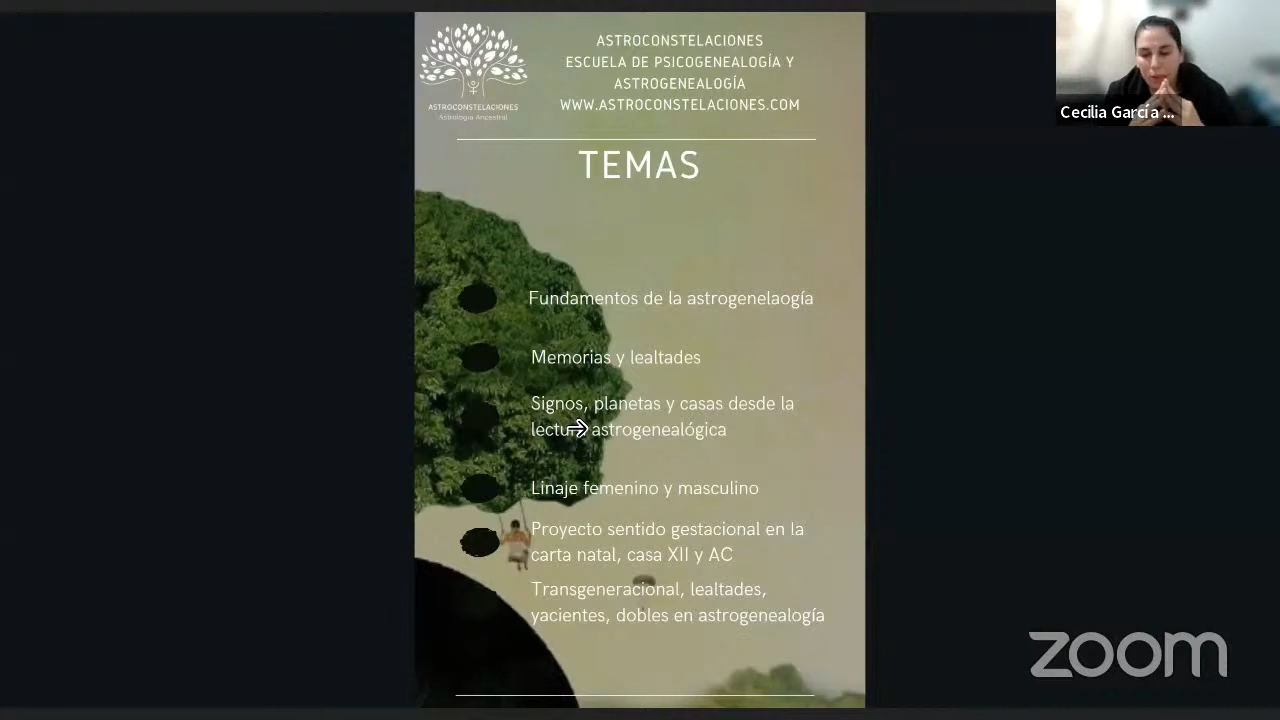 ASTROCONSTELACIONES
Astrología Ancestral
ASTROCONSTELACIONES
ESCUELA DE PSICOGENEALOGÍA Y
ASTROGENEALOGÍA
WWW.ASTROCONSTELACIONES.COM
TEMAS
Fundamentos de la astrogenelaogía
Memorias y lealtades
Signos, planetas y casas desde la
lectura astrogenealógica
Linaje femenino y masculino
Proyecto sentido gestacional en la
carta natal, casa XII y AC
Transgeneracional, lealtades,
yacientes, dobles en astrogenealogía
Cecilia García ...
zoom